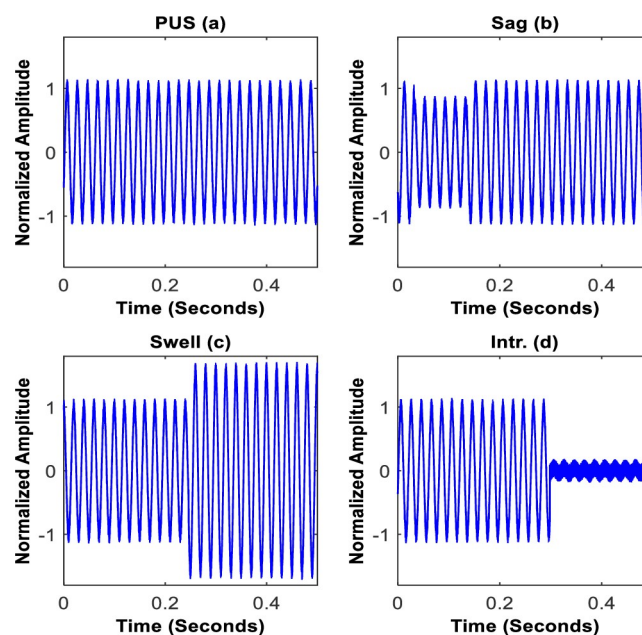 PUS (a)
Normalized Amplitude
1
0
-1
0
0.2
0.4
Time (Seconds)
Sag (b)
Normalized Amplitude
1
0
-1
0
0.2
0.4
Time (Seconds)
Swell (c)
Normalized Amplitude
1
0
-1
0
0.2
0.4
Time (Seconds)
Intr. (d)
Normalized Amplitude
1
0
-1
0
0.2
0.4
Time (Seconds)